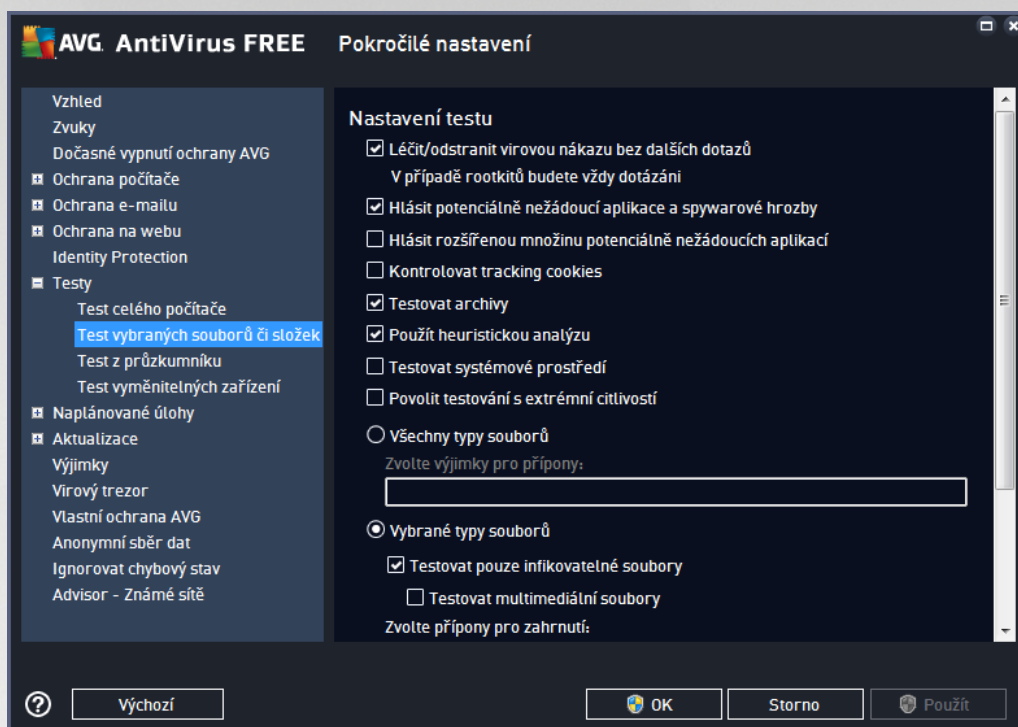 AVG. AntiVirus FREE Pokročilé nastavení
Vzhled
Zvuky
Dočasné vypnutí ochrany AVG
Ochrana počítače
Ochrana e-mailu
Ochrana na webu
Identity Protection
Testy
Test celého počítače
Test vybraných souborů či složek
Test z průzkumníku
Test vyměnitelných zařízení
Naplánované úlohy
Aktualizace
Výjimky
Virový trezor
Vlastní ochrana AVG
Anonymní sběr dat
Ignorovat chybový stav
Advisor - Známé sítě
Nastavení testu
Léčit/odstranit virovou nákazu bez dalších dotazů
V případě rootkitů budete vždy dotázáni
Hlásit potenciálně nežádoucí aplikace a spywarové hrozby
Hlásit rozšířenou množinu potenciálně nežádoucích aplikací
Kontrolovat tracking cookies
Testovat archivy
Použít heuristickou analýzu
Testovat systémové prostředí
Povolit testování s extrémní citlivostí
Všechny typy souborů
Zvolte výjimky pro přípony:
Vybrané typy souborů
Testovat pouze infikovatelné soubory
Testovat multimediální soubory
Zvolte přípony pro zahrnutí:
? Výchozí OK Storno Použít